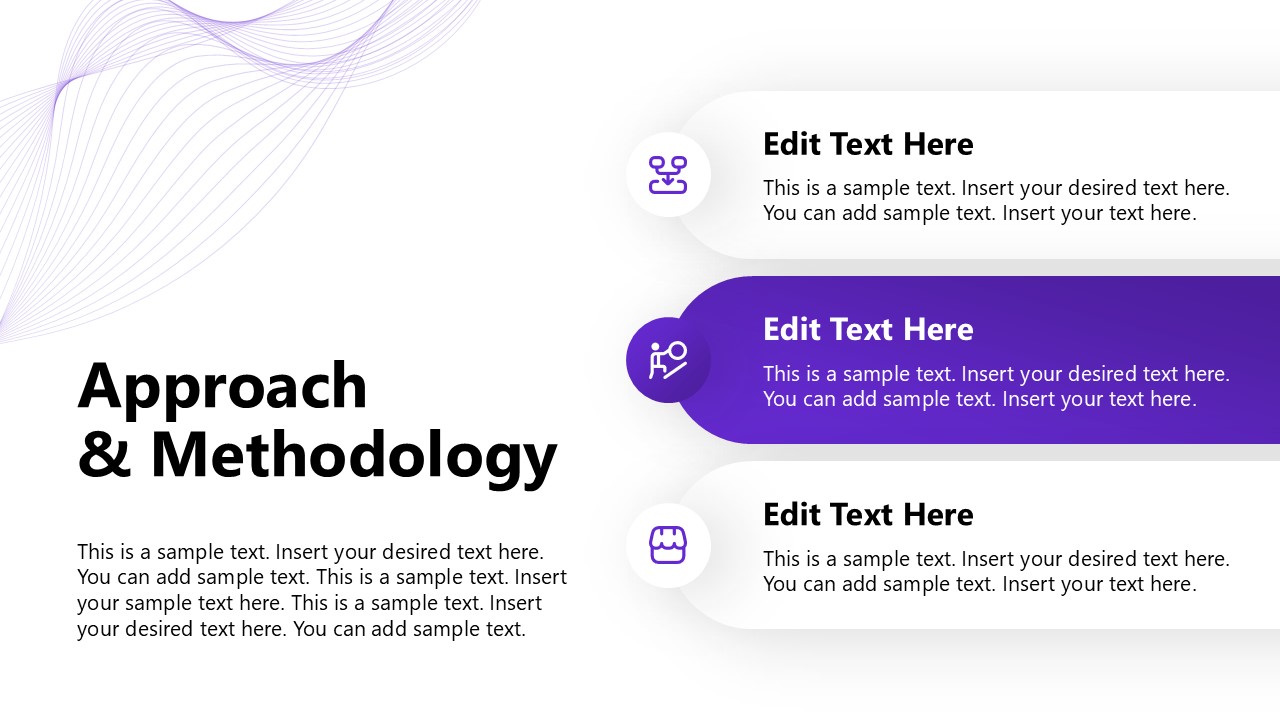 Approach
& Methodology
This is a sample text. Insert your desired text here.
You can add sample text. This is a sample text. Insert
your sample text here. This is a sample text. Insert
your desired text here. You can add sample text.
Edit Text Here
This is a sample text. Insert your desired text here.
You can add sample text. Insert your text here.
Edit Text Here
This is a sample text. Insert your desired text here.
You can add sample text. Insert your text here.
Edit Text Here
This is a sample text. Insert your desired text here.
You can add sample text. Insert your text here.